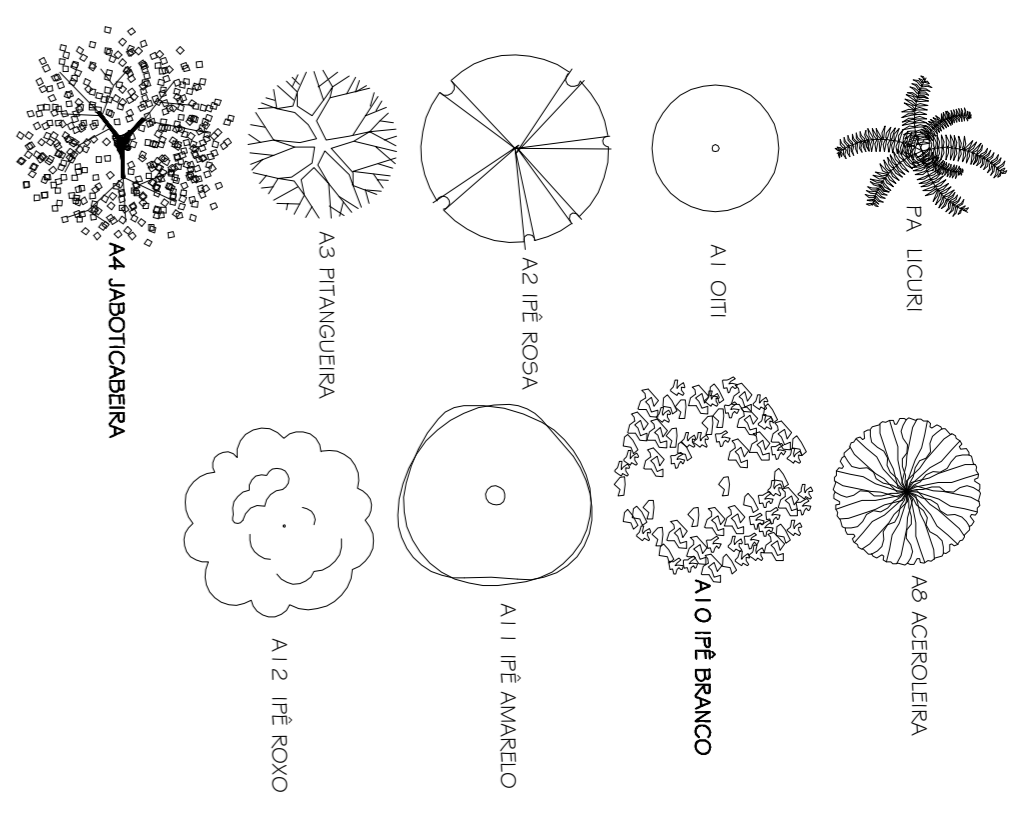 A4 JABOTICABEIRA
A3 PITANGUEIRA
A2 IPÊ ROSA
A1 OITI
PA LICURI
A12 IPÊ ROXO
A11 IPÊ AMARELO
A10 IPÊ BRANCO
A8 ACEROLEIRA